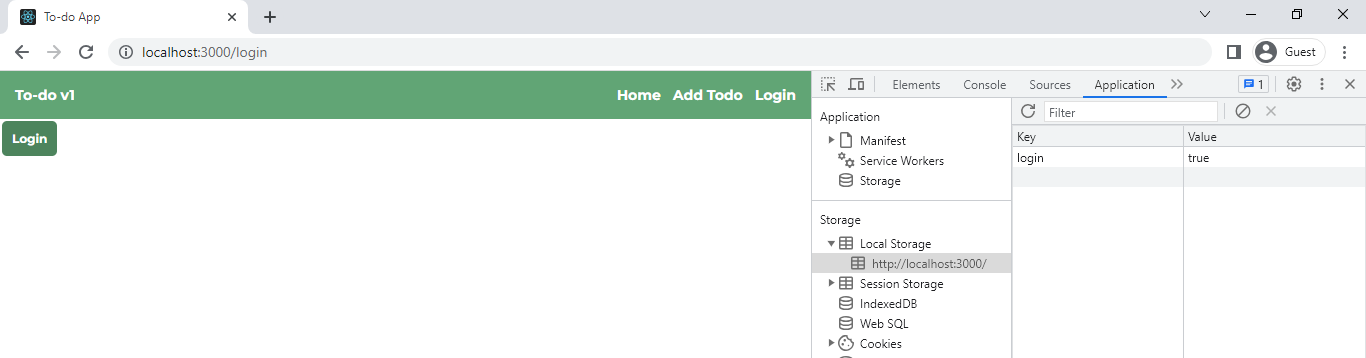 To-do App
localhost:3000/login
Guest
To-do v1
Home Add Todo Login
Login
Elements Console Sources Application
1
Application
Manifest
Service Workers
Storage
Storage
Local Storage
http://localhost:3000/
Session Storage
IndexedDB
Web SQL
Cookies
Filter
Key Value
login true